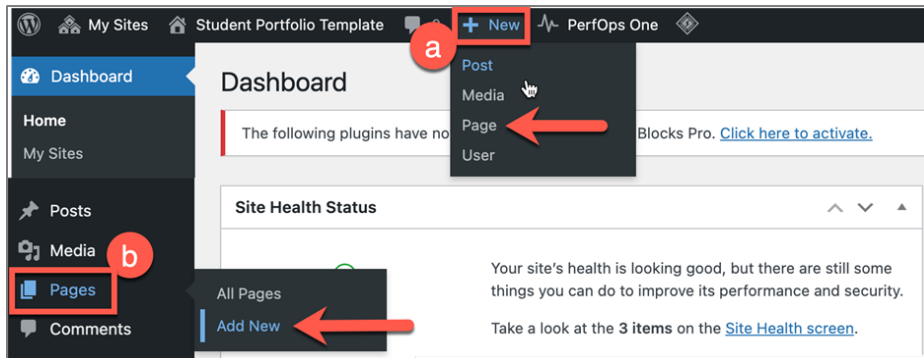 My Sites Student Portfolio Template + New PerfOps One
a
Post
Media
Page
User
Dashboard
Home
My Sites
Posts
Media
b
Pages
Comments
All Pages
Add New
Dashboard
The following plugins have no Blocks Pro. Click here to activate.
Site Health Status
Your site's health is looking good, but there are still some
things you can do to improve its performance and security.
Take a look at the 3 items on the Site Health screen.